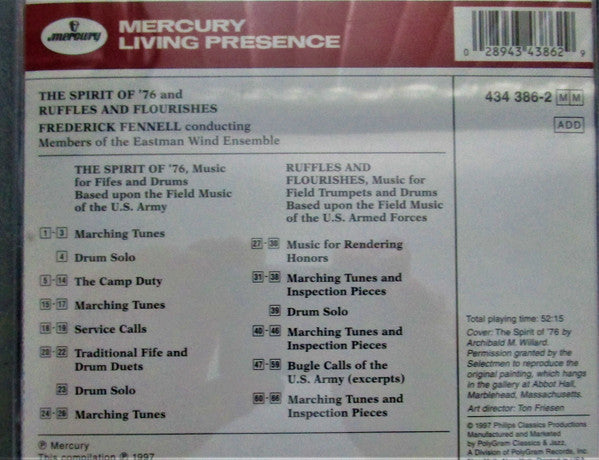 Mercury
MERCURY
LIVING PRESENCE
0 28943 43862 9
THE SPIRIT OF '76 and
RUFFLES AND FLOURISHES
FREDERICK FENNELL conducting
Members of the Eastman Wind Ensemble
434 386-2 MM
ADD
THE SPIRIT OF '76, Music
for Fifes and Drums
Based upon the Field Music
of the U.S. Army
1-3 Marching Tunes
4 Drum Solo
5-14 The Camp Duty
15-17 Marching Tunes
18-19 Service Calls
20-22 Traditional Fife and
Drum Duets
23 Drum Solo
24-26 Marching Tunes
RUFFLES AND
FLOURISHES, Music for
Field Trumpets and Drums
Based upon the Field Music
of the U.S. Armed Forces
27-30 Music for Rendering
Honors
31-38 Marching Tunes and
Inspection Pieces
39 Drum Solo
40-46 Marching Tunes and
Inspection Pieces
47-59 Bugle Calls of the
U.S. Army (excerpts)
60-66 Marching Tunes and
Inspection Pieces
Total playing time: 52:15
Cover: The Spirit of '76 by
Archibald M. Willard.
Permission granted by the
Selectmen to reproduce the
original painting, which hangs
in the gallery at Abbot Hall,
Marblehead, Massachusetts.
Art director: Ton Friesen
© 1997 Philips Classics Productions
Manufactured and Marketed
by PolyGram Classics & Jazz,
A Division of PolyGram Records, Inc.
℗ Mercury
This compilation ℗ 1997